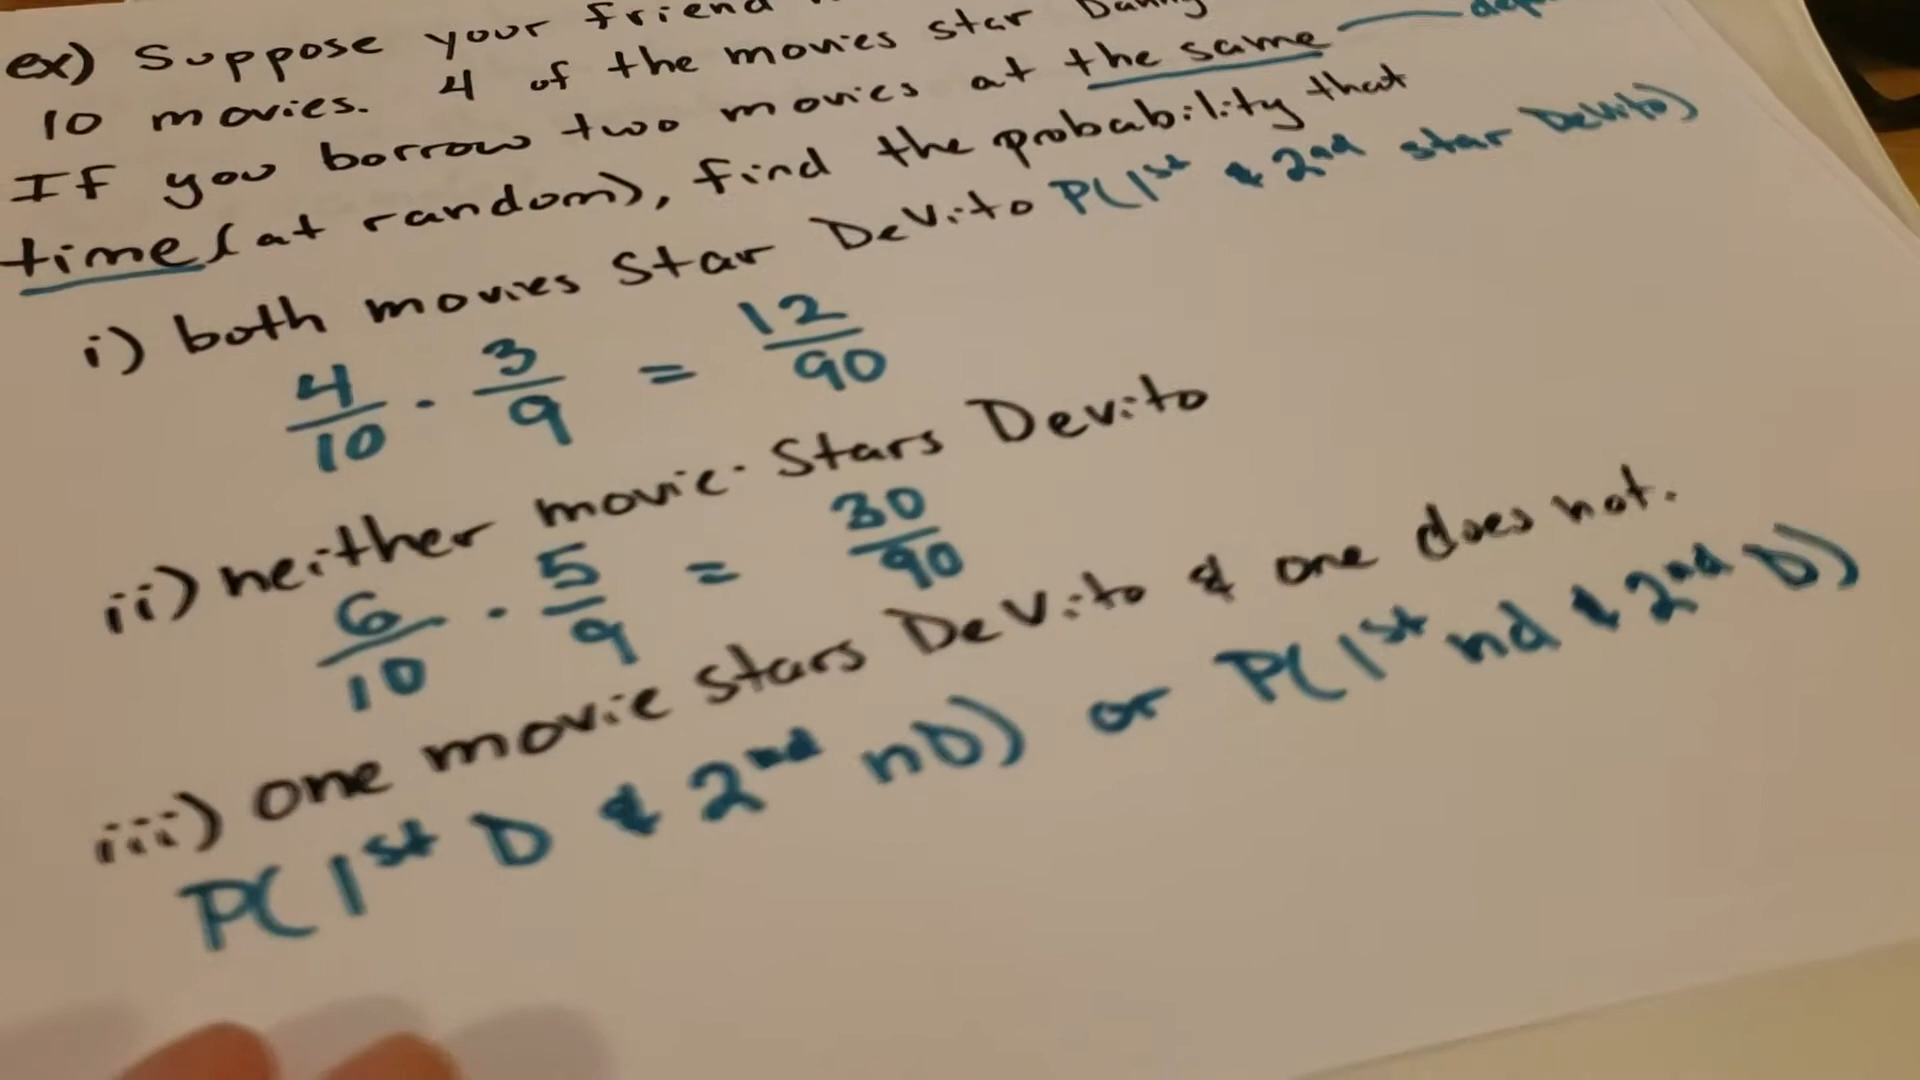 ex) Suppose your friend
10 movies. 4 of the movies star Danny
If you borrow two movies at the same
time (at random), find the probability that
i) both movies star DeVito P(1st & 2nd star DeVito)
4/10 · 3/9 = 12/90
ii) neither movie stars Devito
6/10 · 5/9 = 30/90
iii) one movie stars DeVito & one does not.
P(1st D & 2nd nD) or P(1st nd & 2nd D)